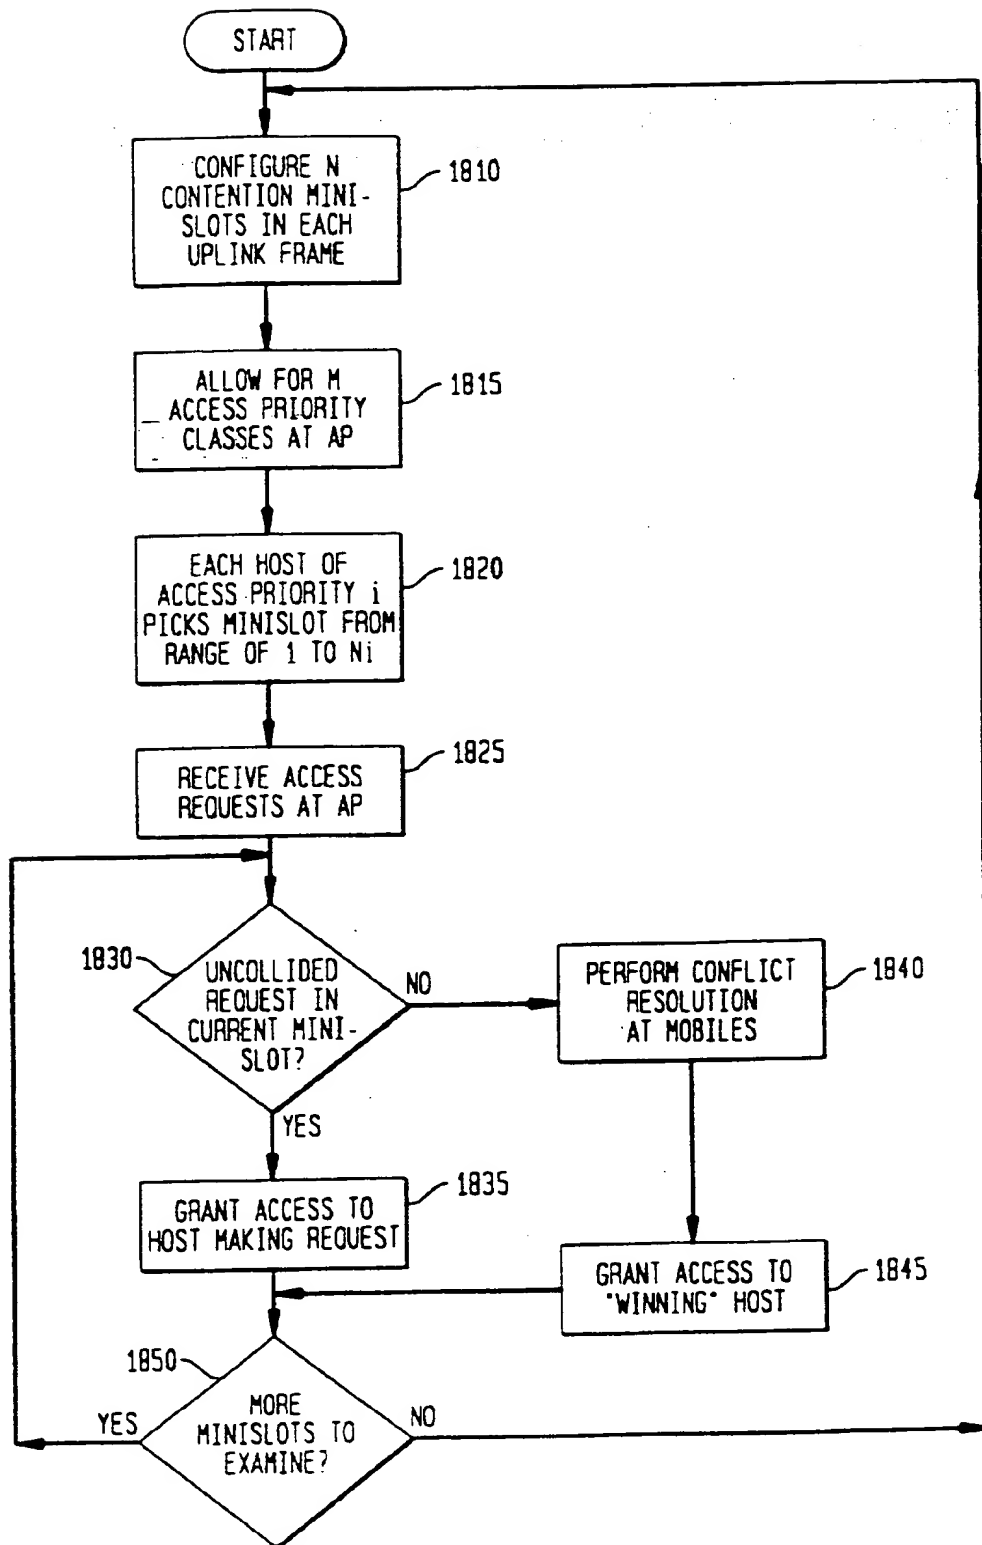 START
CONFIGURE N
CONTENTION MINI-
SLOTS IN EACH
UPLINK FRAME
1810
ALLOW FOR M
ACCESS PRIORITY
CLASSES AT AP
1815
EACH HOST OF
ACCESS PRIORITY i
PICKS MINISLOT FROM
RANGE OF 1 TO Ni
1820
RECEIVE ACCESS
REQUESTS AT AP
1825
1830
UNCOLLIDED
REQUEST IN
CURRENT MINI-
SLOT?
NO
YES
PERFORM CONFLICT
RESOLUTION
AT MOBILES
1840
GRANT ACCESS TO
HOST MAKING REQUEST
1835
GRANT ACCESS TO
"WINNING" HOST
1845
1850
MORE
MINISLOTS TO
EXAMINE?
YES
NO